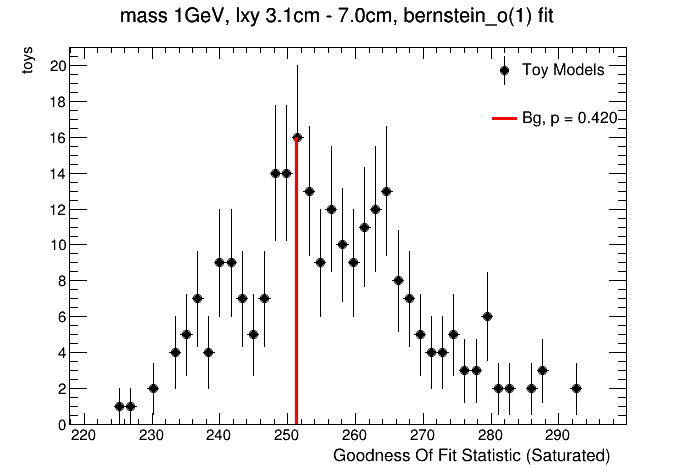 mass 1GeV, lxy 3.1cm - 7.0cm, bernstein_o(1) fit
toys
20
18
16
14
12
10
8
6
4
2
0
Toy Models
Bg, p = 0.420
220 230 240 250 260 270 280 290
Goodness Of Fit Statistic (Saturated)